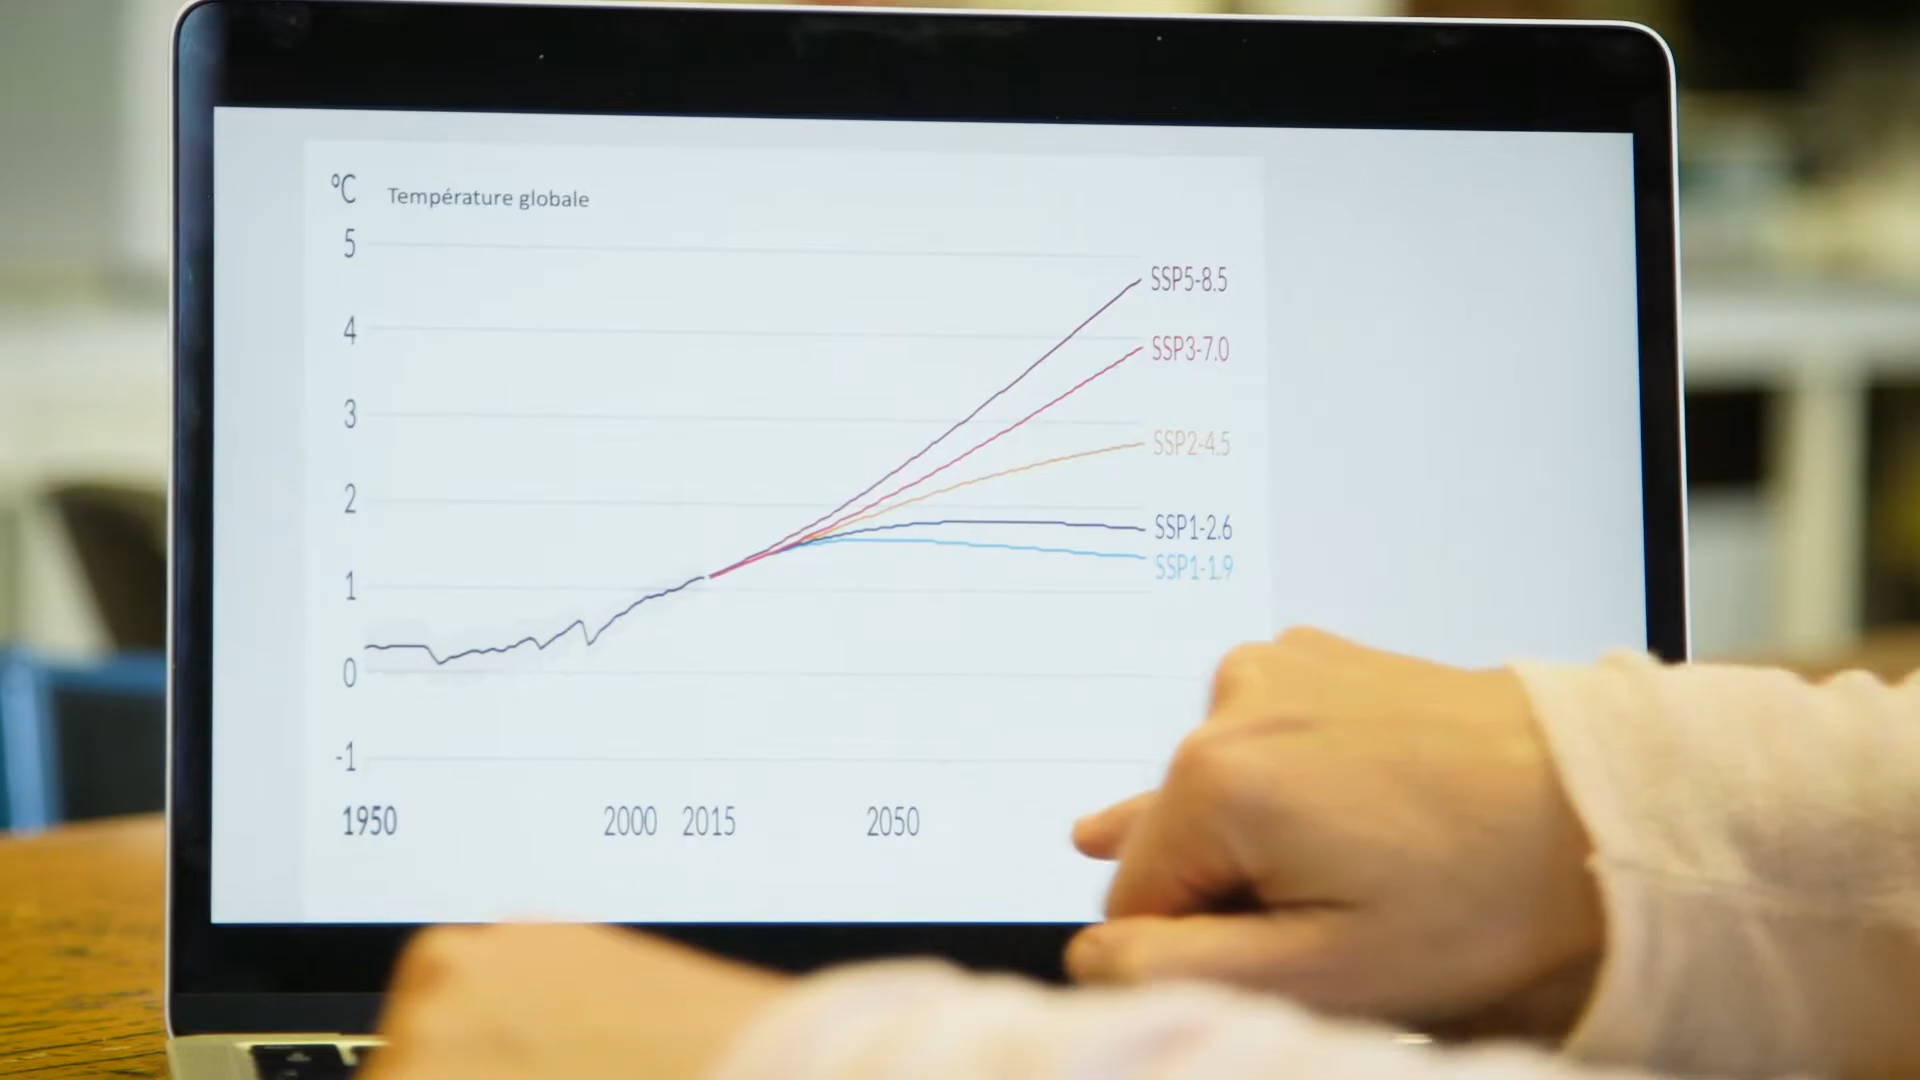 °C Température globale
5
SSP5-8.5
4
SSP3-7.0
3
SSP2-4.5
2
SSP1-2.6
SSP1-1.9
1
0
-1
1950 2000 2015 2050